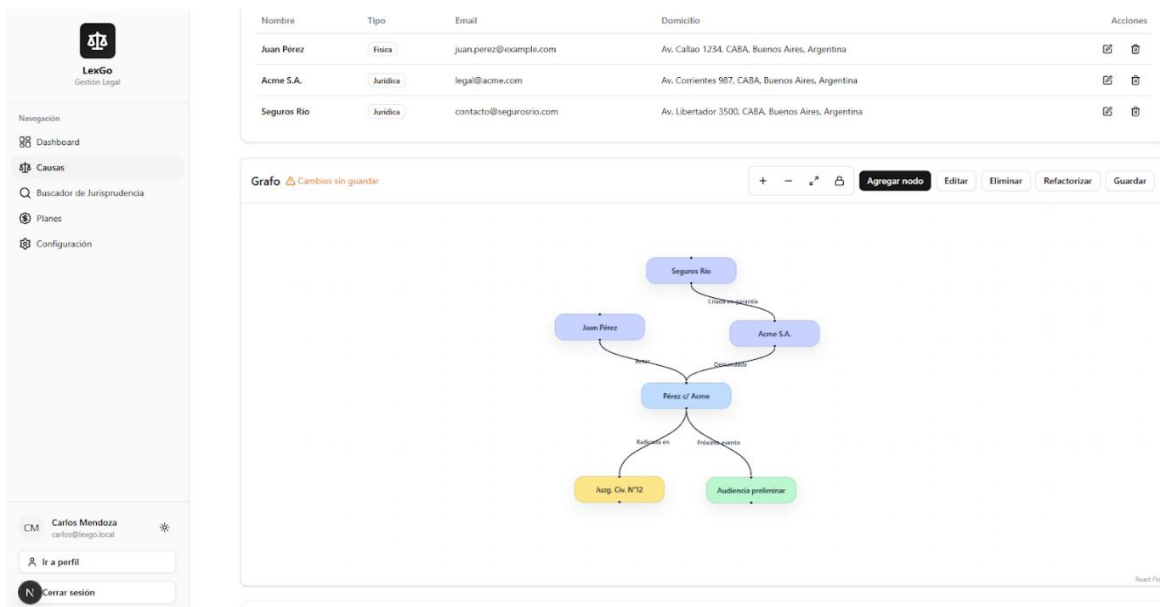 LexGo
Gestión Legal
Navegación
Dashboard
Causas
Buscador de Jurisprudencia
Planes
Configuración
CM
Carlos Mendoza
carlos@lexgo.local
Ir a perfil
N
Cerrar sesión
Nombre Tipo Email Domicilio Acciones
Juan Pérez Física juan.perez@example.com Av. Callao 1234, CABA, Buenos Aires, Argentina
Acme S.A. Jurídica legal@acme.com Av. Corrientes 987, CABA, Buenos Aires, Argentina
Seguros Río Jurídica contacto@segurosrio.com Av. Libertador 3500, CABA, Buenos Aires, Argentina
Grafo Cambios sin guardar + − Agregar nodo Editar Eliminar Refactorizar Guardar
Seguros Río
Citada en garantía
Juan Pérez Acme S.A.
Actor Demandada
Pérez c/ Acme
Radicada en Próximo evento
Juzg. Civ. N°12 Audiencia preliminar
React Flo